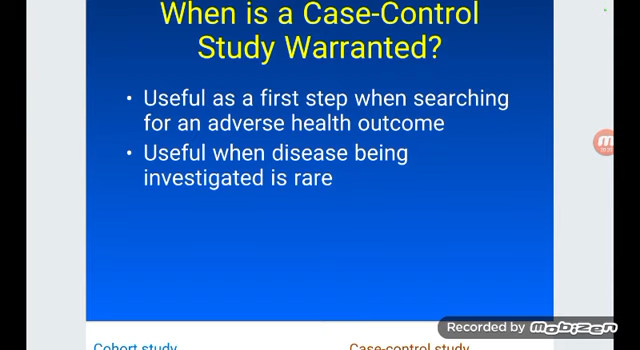 When is a Case-Control
Study Warranted?
• Useful as a first step when searching
for an adverse health outcome
• Useful when disease being
investigated is rare
Recorded by mobizen
Cohort study
Case-control study